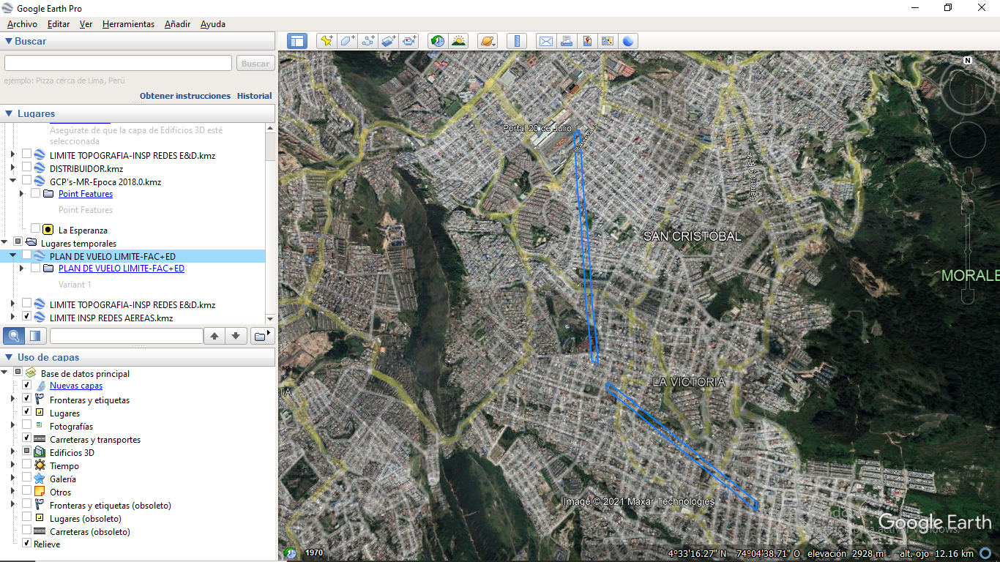 Google Earth Pro
Archivo Editar Ver Herramientas Añadir Ayuda
Buscar
Buscar
ejemplo: Pizza cerca de Lima, Perú
Obtener instrucciones Historial
Lugares
Asegúrate de que la capa de Edificios 3D esté
seleccionada
LIMITE TOPOGRAFIA-INSP REDES E&D.kmz
DISTRIBUIDOR.kmz
GCP's-MR-Epoca 2018.0.kmz
Point Features
Point Features
La Esperanza
Lugares temporales
PLAN DE VUELO LIMITE-FAC+ED
PLAN DE VUELO LIMITE-FAC+ED
Variant 1
LIMITE TOPOGRAFIA-INSP REDES E&D.kmz
LIMITE INSP REDES AEREAS.kmz
Uso de capas
Base de datos principal
Nuevas capas
Fronteras y etiquetas
Lugares
Fotografías
Carreteras y transportes
Edificios 3D
Tiempo
Galería
Otros
Fronteras y etiquetas (obsoleto)
Lugares (obsoleto)
Carreteras (obsoleto)
Relieve
N
Portal 20 de Julio
Carrera 9 Este
SAN CRISTÓBAL
MORALE
LA VICTORIA
TA
Image © 2021 Maxar Technologies
Google Earth
1970
4°33'16.27" N 74°04'38.71" O elevación 2928 m alt. ojo 12.16 km